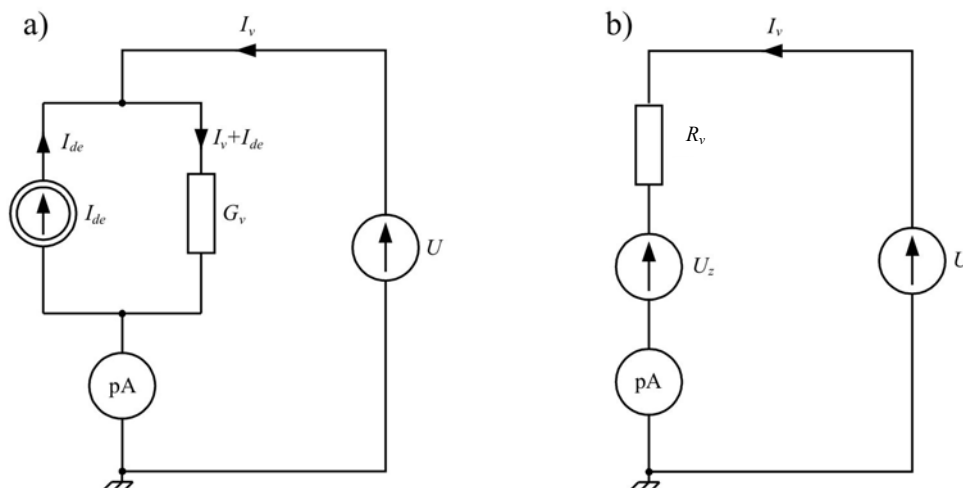 a)
I_v
I_de
I_v+I_de
I_de
G_v
U
pA
b)
I_v
R_v
U_z
U
pA